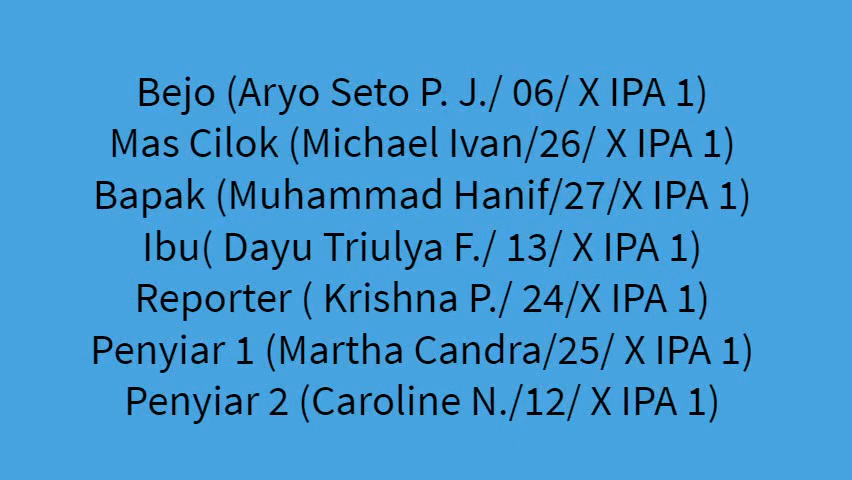 Bejo (Aryo Seto P. J./ 06/ X IPA 1)
Mas Cilok (Michael Ivan/26/ X IPA 1)
Bapak (Muhammad Hanif/27/X IPA 1)
Ibu( Dayu Triulya F./ 13/ X IPA 1)
Reporter ( Krishna P./ 24/X IPA 1)
Penyiar 1 (Martha Candra/25/ X IPA 1)
Penyiar 2 (Caroline N./12/ X IPA 1)